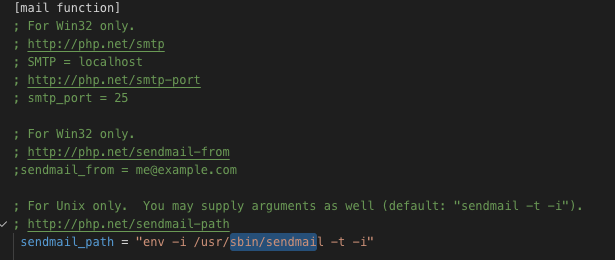 [mail function]
; For Win32 only.
; http://php.net/smtp
; SMTP = localhost
; http://php.net/smtp-port
; smtp_port = 25
; For Win32 only.
; http://php.net/sendmail-from
;sendmail_from = me@example.com
; For Unix only.  You may supply arguments as well (default: "sendmail -t -i").
; http://php.net/sendmail-path
sendmail_path = "env -i /usr/sbin/sendmail -t -i"